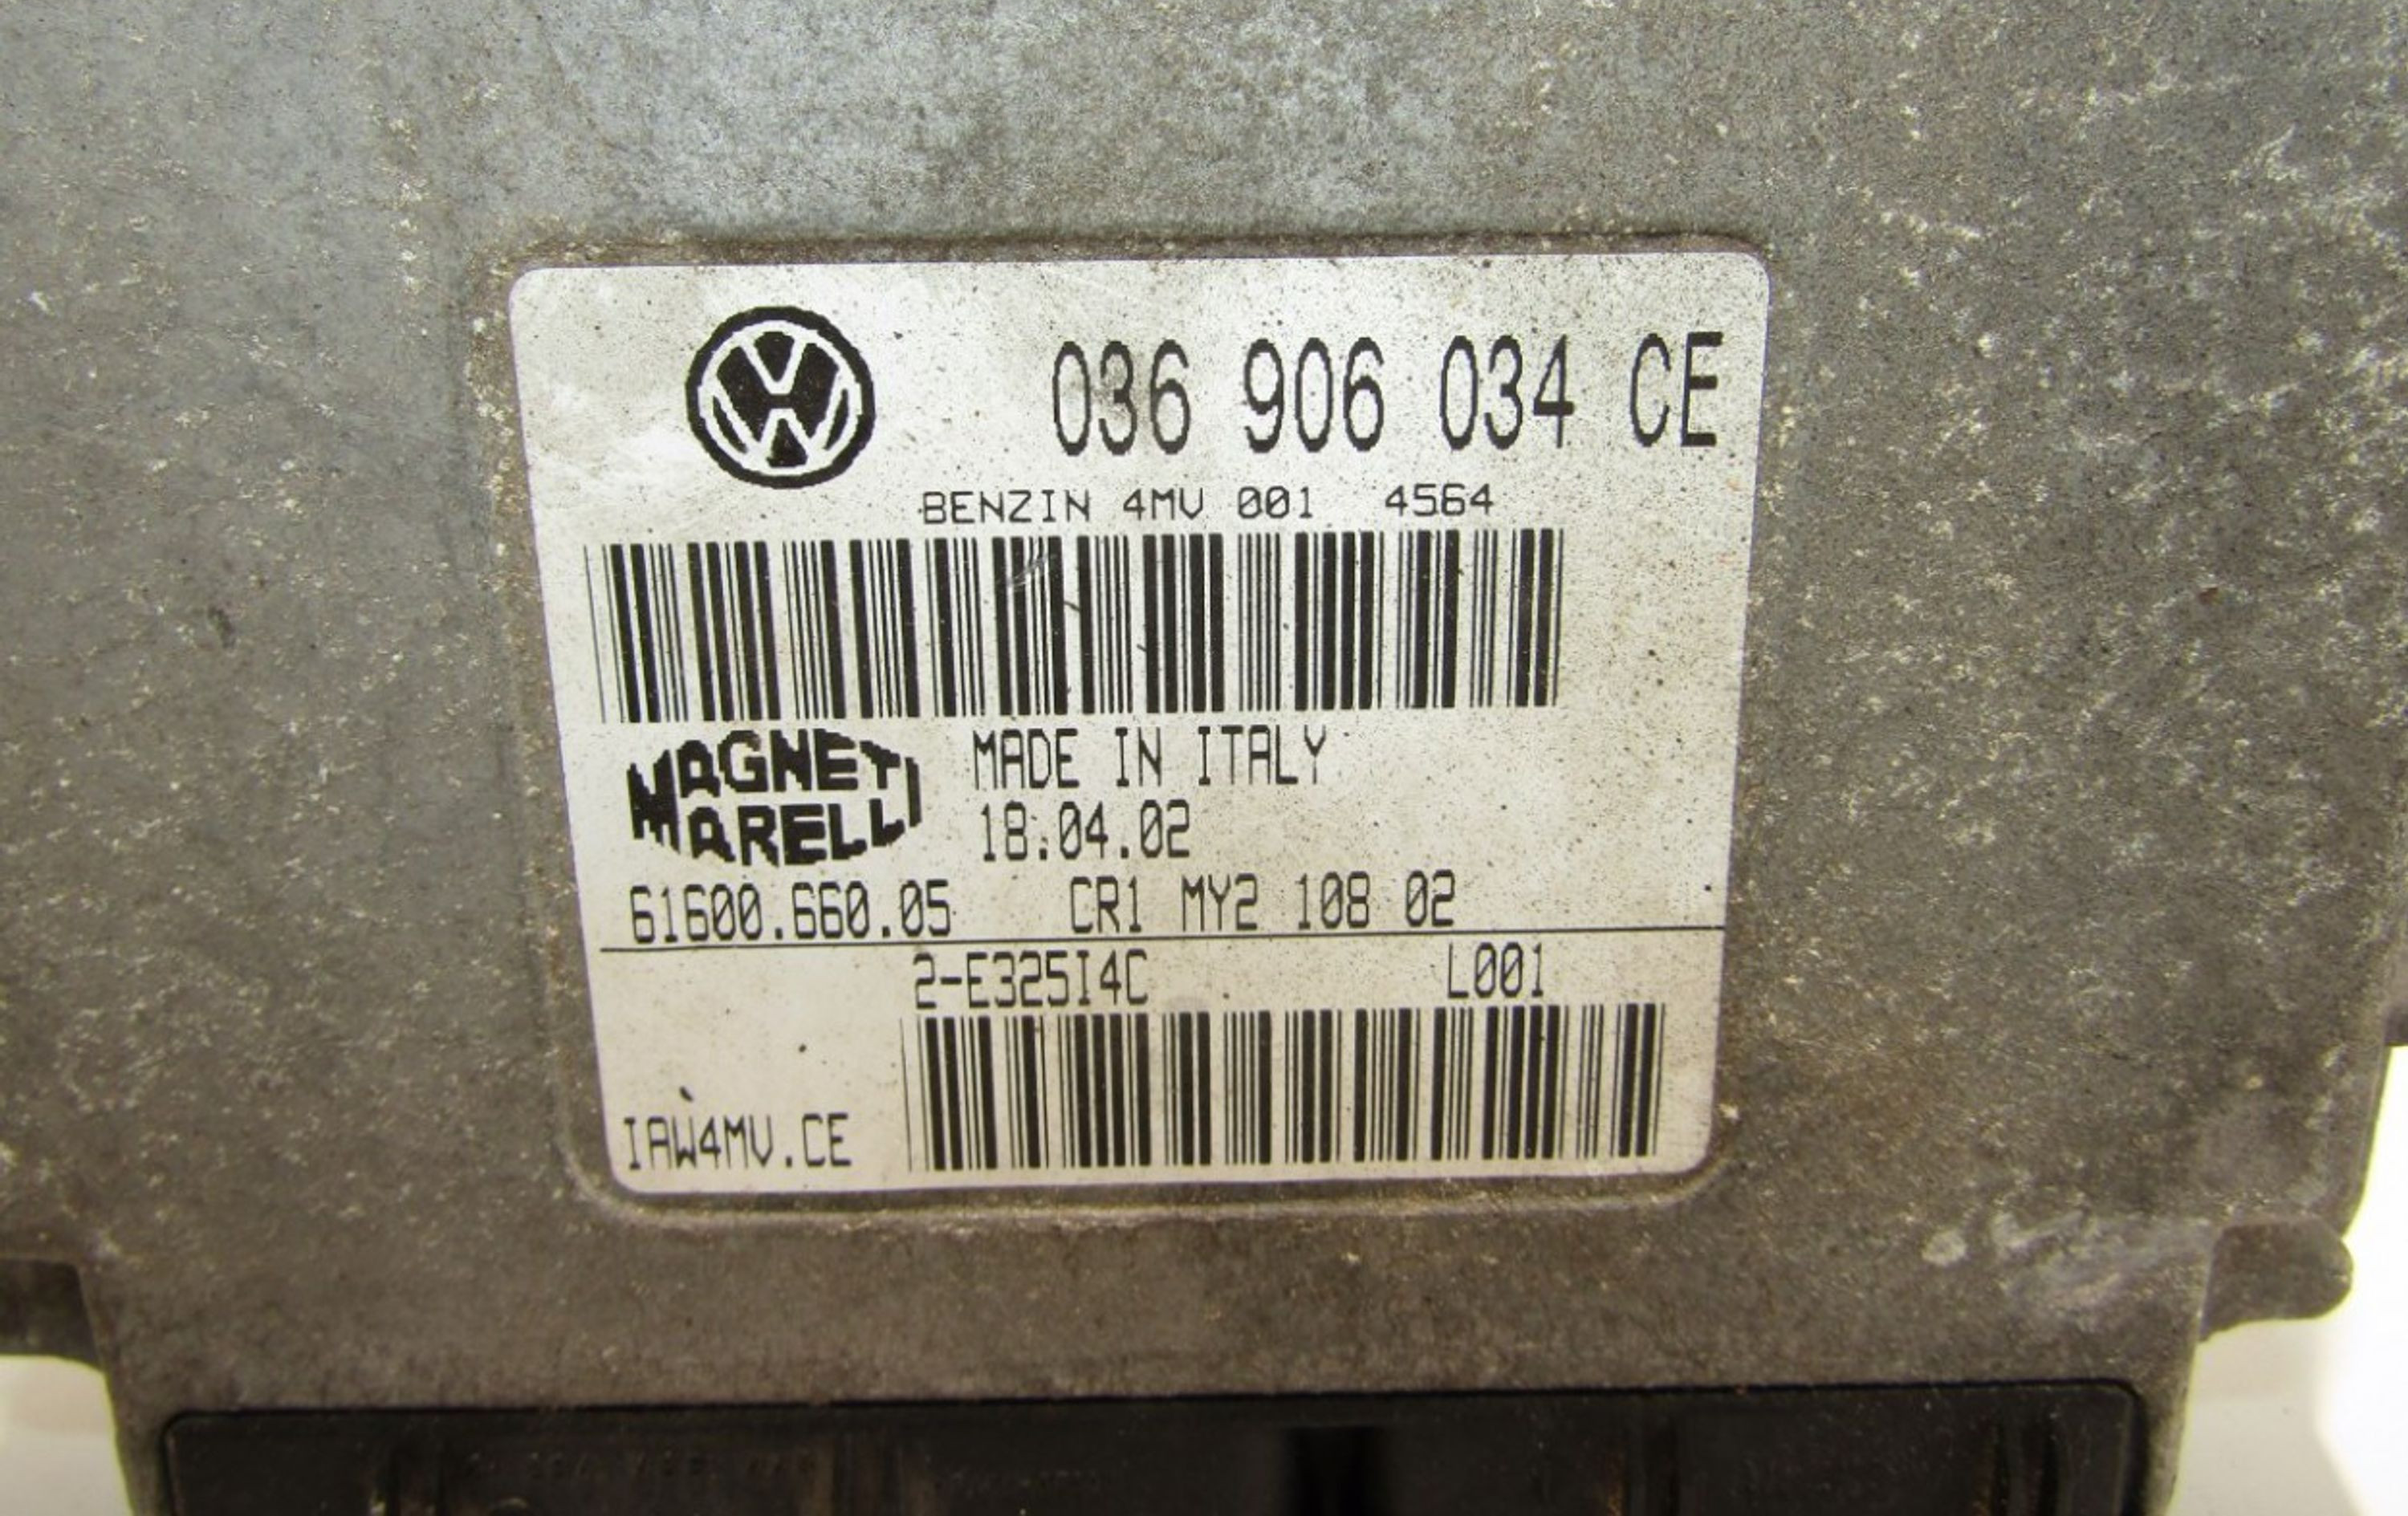 036 906 034 CE
BENZIN 4MV 001 4564
MAGNETI MARELLI
MADE IN ITALY
18.04.02
61600.660.05 CR1 MY2 108 02
2-E325I4C L001
IAW4MV.CE